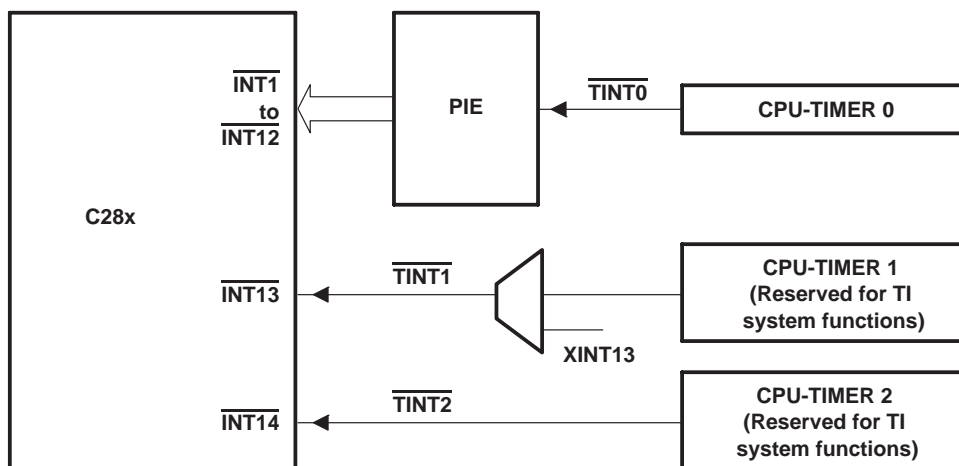 INT1
to
INT12
PIE
TINT0
CPU-TIMER 0
C28x
INT13
TINT1
XINT13
CPU-TIMER 1
(Reserved for TI
system functions)
INT14
TINT2
CPU-TIMER 2
(Reserved for TI
system functions)